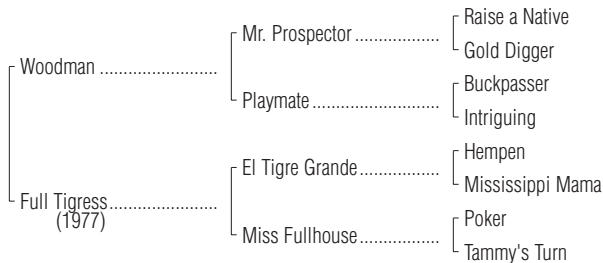 Raise a Native
Mr. Prospector ..................
Gold Digger
Woodman .........................
Buckpasser
Playmate ...........................
Intriguing
Hempen
El Tigre Grande.................
Mississippi Mama
Full Tigress.......................
(1977)
Poker
Miss Fullhouse .................
Tammy's Turn